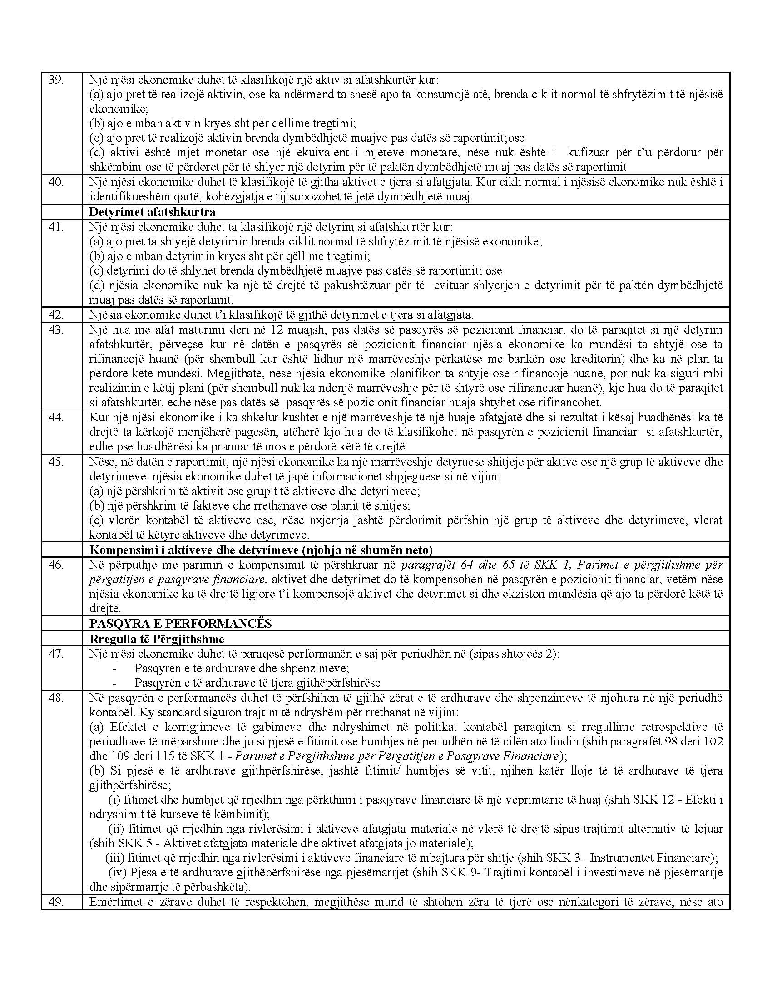 39. Një njësi ekonomike duhet të klasifikojë një aktiv si afatshkurtër kur:
(a) ajo pret të realizojë aktivin, ose ka ndërmend ta shesë apo ta konsumojë atë, brenda ciklit normal të shfrytëzimit të njësisë
ekonomike;
(b) ajo e mban aktivin kryesisht për qëllime tregtimi;
(c) ajo pret të realizojë aktivin brenda dymbëdhjetë muajve pas datës së raportimit;ose
(d) aktivi është mjet monetar ose një ekuivalent i mjeteve monetare, nëse nuk është i kufizuar për t’u përdorur për
shkëmbim ose të përdoret për të shlyer një detyrim për të paktën dymbëdhjetë muaj pas datës së raportimit.
40. Një njësi ekonomike duhet të klasifikojë të gjitha aktivet e tjera si afatgjata. Kur cikli normal i njësisë ekonomike nuk është i
identifikueshëm qartë, kohëzgjatja e tij supozohet të jetë dymbëdhjetë muaj.
Detyrimet afatshkurtra
41. Një njësi ekonomike duhet ta klasifikojë një detyrim si afatshkurtër kur:
(a) ajo pret ta shlyejë detyrimin brenda ciklit normal të shfrytëzimit të njësisë ekonomike;
(b) ajo e mban detyrimin kryesisht për qëllime tregtimi;
(c) detyrimi do të shlyhet brenda dymbëdhjetë muajve pas datës së raportimit; ose
(d) njësia ekonomike nuk ka një të drejtë të pakushtëzuar për të evituar shlyerjen e detyrimit për të paktën dymbëdhjetë
muaj pas datës së raportimit.
42. Njësia ekonomike duhet t’i klasifikojë të gjithë detyrimet e tjera si afatgjata.
43. Një hua me afat maturimi deri në 12 muajsh, pas datës së pasqyrës së pozicionit financiar, do të paraqitet si një detyrim
afatshkurtër, përveçse kur në datën e pasqyrës së pozicionit financiar njësia ekonomike ka mundësi ta shtyjë ose ta
rifinancojë huanë (për shembull kur është lidhur një marrëveshje përkatëse me bankën ose kreditorin) dhe ka në plan ta
përdorë këtë mundësi. Megjithatë, nëse njësia ekonomike planifikon ta shtyjë ose rifinancojë huanë, por nuk ka siguri mbi
realizimin e këtij plani (për shembull nuk ka ndonjë marrëveshje për të shtyrë ose rifinancuar huanë), kjo hua do të paraqitet
si afatshkurtër, edhe nëse pas datës së pasqyrës së pozicionit financiar huaja shtyhet ose rifinancohet.
44. Kur një njësi ekonomike i ka shkelur kushtet e një marrëveshje të një huaje afatgjatë dhe si rezultat i kësaj huadhënësi ka të
drejtë ta kërkojë menjëherë pagesën, atëherë kjo hua do të klasifikohet në pasqyrën e pozicionit financiar si afatshkurtër,
edhe pse huadhënësi ka pranuar të mos e përdorë këtë të drejtë.
45. Nëse, në datën e raportimit, një njësi ekonomike ka një marrëveshje detyruese shitjeje për aktive ose një grup të aktiveve dhe
detyrimeve, njësia ekonomike duhet të japë informacionet shpjeguese si në vijim:
(a) një përshkrim të aktivit ose grupit të aktiveve dhe detyrimeve;
(b) një përshkrim të fakteve dhe rrethanave ose planit të shitjes;
(c) vlerën kontabël të aktiveve ose, nëse nxjerrja jashtë përdorimit përfshin një grup të aktiveve dhe detyrimeve, vlerat
kontabël të këtyre aktiveve dhe detyrimeve.
Kompensimi i aktiveve dhe detyrimeve (njohja në shumën neto)
46. Në përputhje me parimin e kompensimit të përshkruar në paragrafët 64 dhe 65 të SKK 1, Parimet e përgjithshme për
përgatitjen e pasqyrave financiare, aktivet dhe detyrimet do të kompensohen në pasqyrën e pozicionit financiar, vetëm nëse
njësia ekonomike ka të drejtë ligjore t’i kompensojë aktivet dhe detyrimet si dhe ekziston mundësia që ajo ta përdorë këtë të
drejtë.
PASQYRA E PERFORMANCËS
Rregulla të Përgjithshme
47. Një njësi ekonomike duhet të paraqesë performanën e saj për periudhën në (sipas shtojcës 2):
- Pasqyrën e të ardhurave dhe shpenzimeve;
- Pasqyrën e të ardhurave të tjera gjithëpërfshirëse
48. Në pasqyrën e performancës duhet të përfshihen të gjithë zërat e të ardhurave dhe shpenzimeve të njohura në një periudhë
kontabël. Ky standard siguron trajtim të ndryshëm për rrethanat në vijim:
(a) Efektet e korrigjimeve të gabimeve dhe ndryshimet në politikat kontabël paraqiten si rregullime retrospektive të
periudhave të mëparshme dhe jo si pjesë e fitimit ose humbjes në periudhën në të cilën ato lindin (shih paragrafët 98 deri 102
dhe 109 deri 115 të SKK 1 - Parimet e Përgjithshme për Përgatitjen e Pasqyrave Financiare);
(b) Si pjesë e të ardhurave gjithpërfshirëse, jashtë fitimit/ humbjes së vitit, njihen katër lloje të të ardhurave të tjera
gjithpërfshirëse;
(i) fitimet dhe humbjet që rrjedhin nga përkthimi i pasqyrave financiare të një veprimtarie të huaj (shih SKK 12 - Efekti i
ndryshimit të kurseve të këmbimit);
(ii) fitimet që rrjedhin nga rivlerësimi i aktiveve afatgjata materiale në vlerë të drejtë sipas trajtimit alternativ të lejuar
(shih SKK 5 - Aktivet afatgjata materiale dhe aktivet afatgjata jo materiale);
(iii) fitimet që rrjedhin nga rivlerësimi i aktiveve financiare të mbajtura për shitje (shih SKK 3 –Instrumentet Financiare);
(iv) Pjesa e të ardhurave gjithëpërfshirëse nga pjesëmarrjet (shih SKK 9- Trajtimi kontabël i investimeve në pjesëmarrje
dhe sipërmarrje të përbashkëta).
49. Emërtimet e zërave duhet të respektohen, megjithëse mund të shtohen zëra të tjerë ose nënkategori të zërave, nëse ato